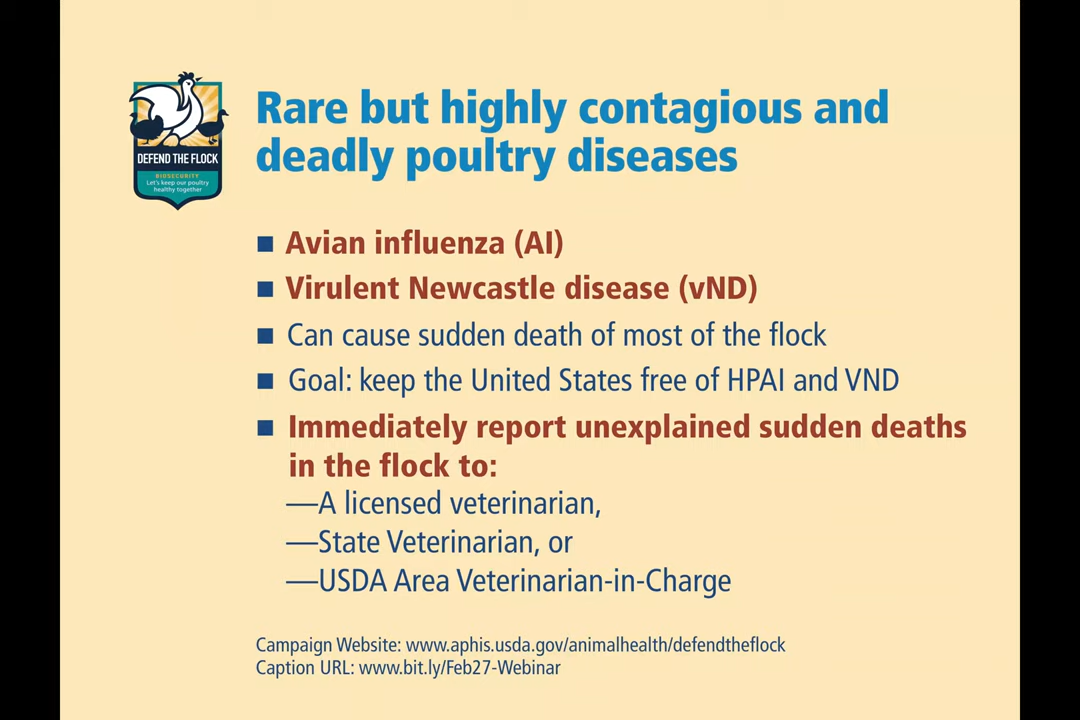 DEFEND THE FLOCK
BIOSECURITY
Let's keep our poultry
healthy together
Rare but highly contagious and
deadly poultry diseases
■ Avian influenza (AI)
■ Virulent Newcastle disease (vND)
■ Can cause sudden death of most of the flock
■ Goal: keep the United States free of HPAI and VND
■ Immediately report unexplained sudden deaths
in the flock to:
—A licensed veterinarian,
—State Veterinarian, or
—USDA Area Veterinarian-in-Charge
Campaign Website: www.aphis.usda.gov/animalhealth/defendtheflock
Caption URL: www.bit.ly/Feb27-Webinar